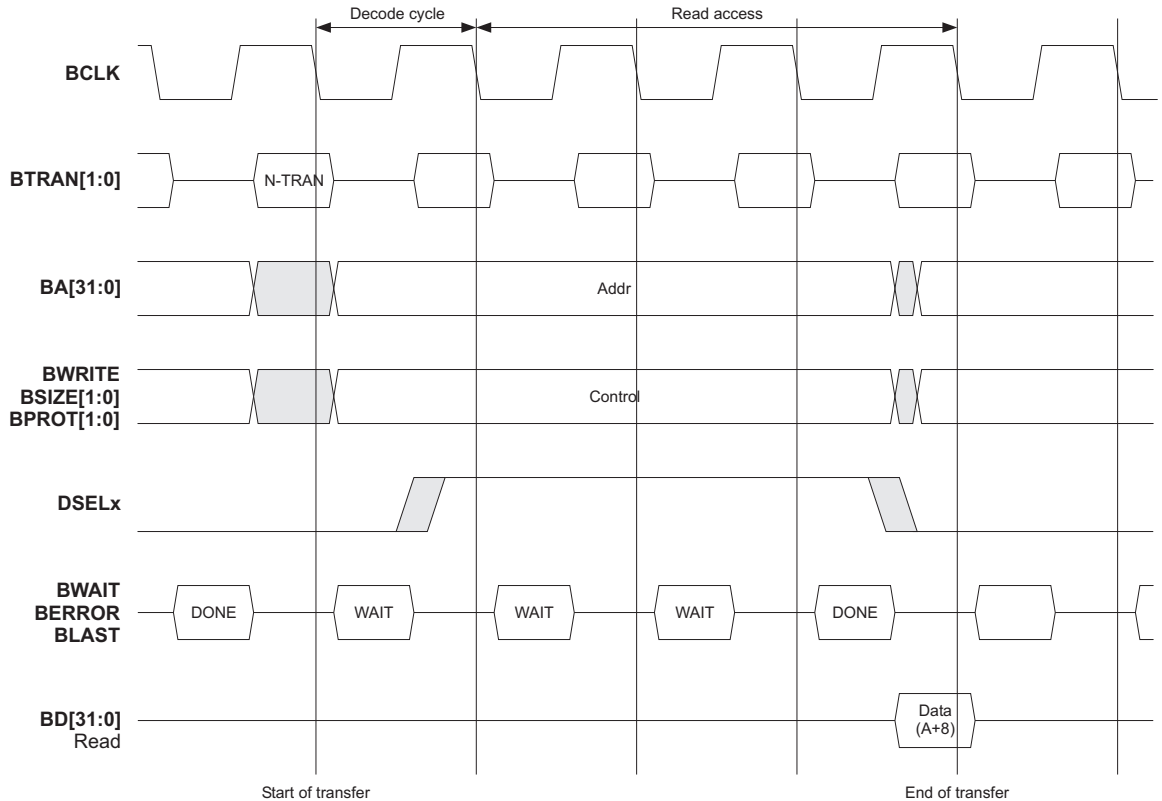 Decode cycle Read access
BCLK
BTRAN[1:0] N-TRAN
BA[31:0] Addr
BWRITE
BSIZE[1:0] Control
BPROT[1:0]
DSELx
BWAIT
BERROR DONE WAIT WAIT WAIT DONE
BLAST
BD[31:0] Data
Read (A+8)
Start of transfer End of transfer